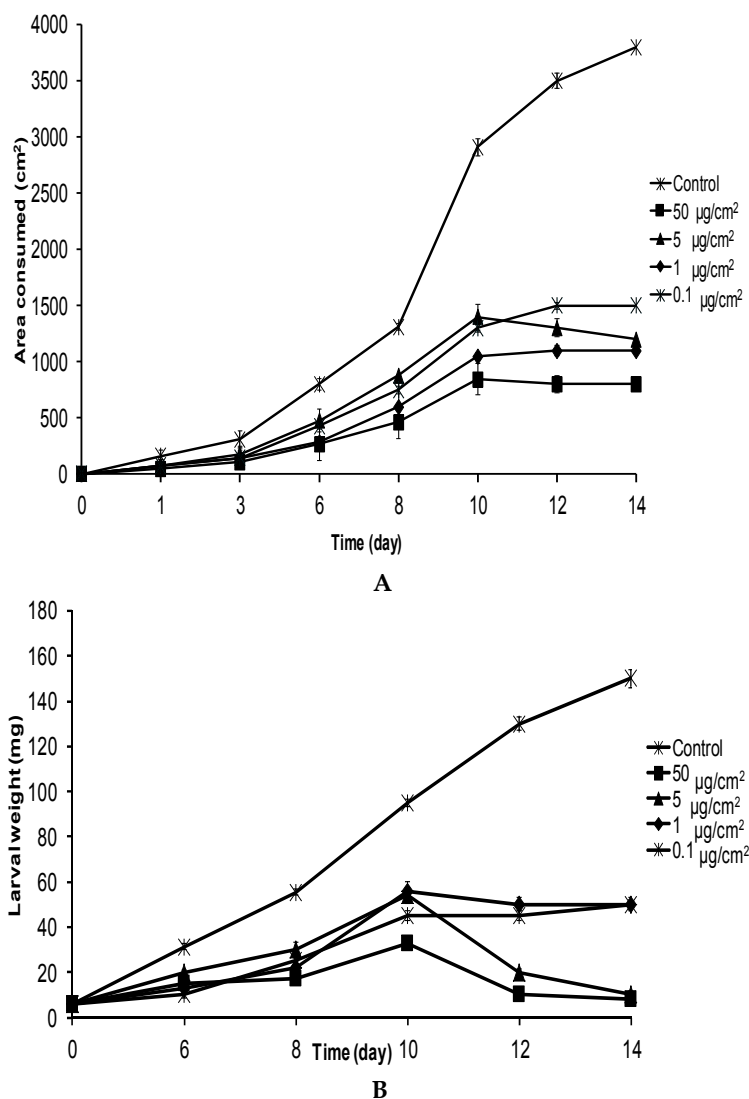 4000
3500
3000
2500
2000
1500
1000
500
0
Area consumed (cm²)
0 1 3 6 8 10 12 14
Time (day)
Control
50 µg/cm²
5 µg/cm²
1 µg/cm²
0.1 µg/cm²
A
180
160
140
120
100
80
60
40
20
0
Larval weight (mg)
0 6 8 10 12 14
Time (day)
Control
50 µg/cm²
5 µg/cm²
1 µg/cm²
0.1 µg/cm²
B